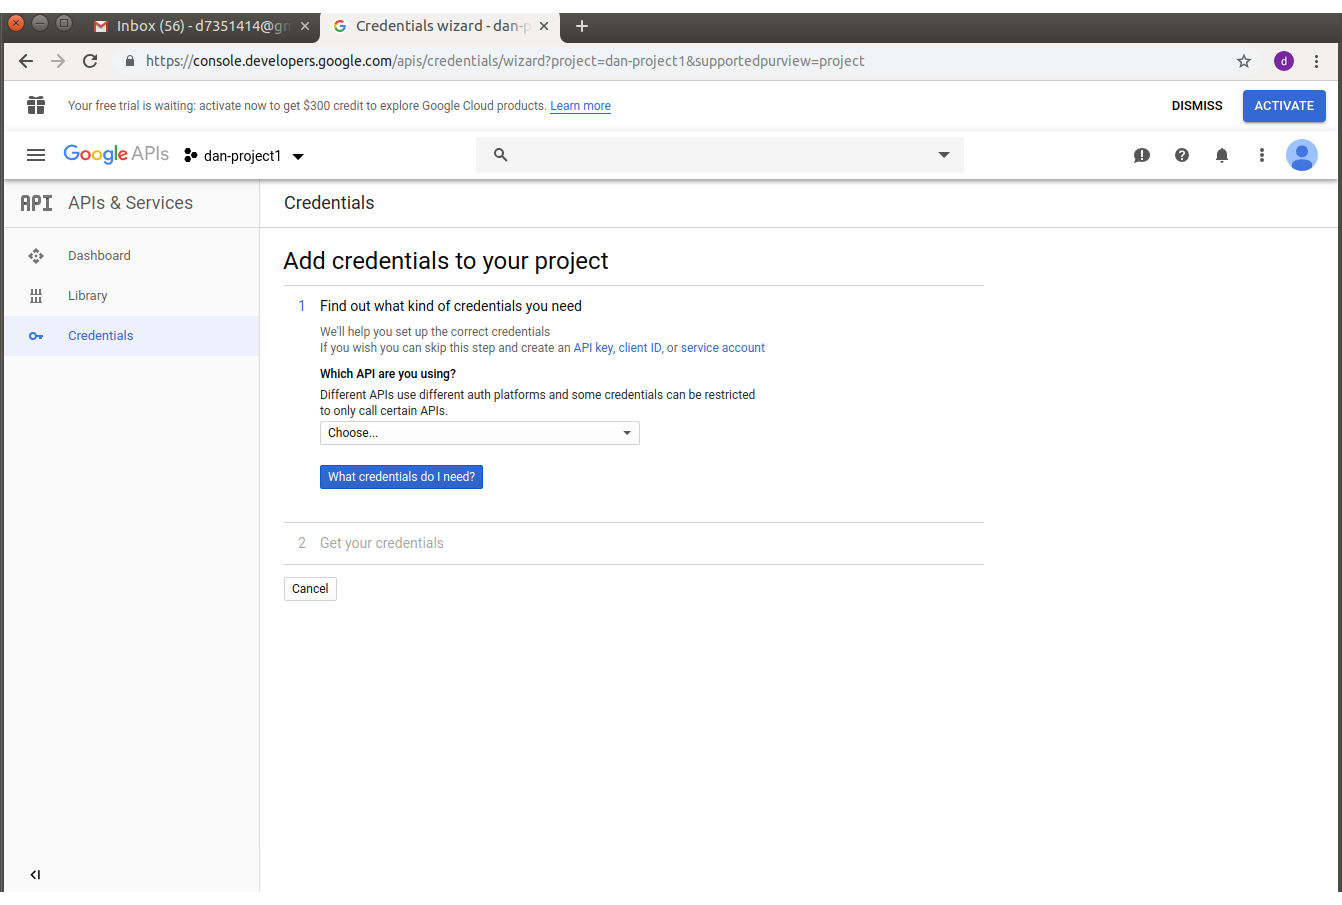 Inbox (56) - d7351414@gm
Credentials wizard - dan-p
https://console.developers.google.com/apis/credentials/wizard?project=dan-project1&supportedpurview=project
d
Your free trial is waiting: activate now to get $300 credit to explore Google Cloud products. Learn more
DISMISS
ACTIVATE
Google APIs
dan-project1
API APIs & Services
Credentials
Dashboard
Library
Credentials
Add credentials to your project
1 Find out what kind of credentials you need
We'll help you set up the correct credentials
If you wish you can skip this step and create an API key, client ID, or service account
Which API are you using?
Different APIs use different auth platforms and some credentials can be restricted
to only call certain APIs.
Choose...
What credentials do I need?
2 Get your credentials
Cancel